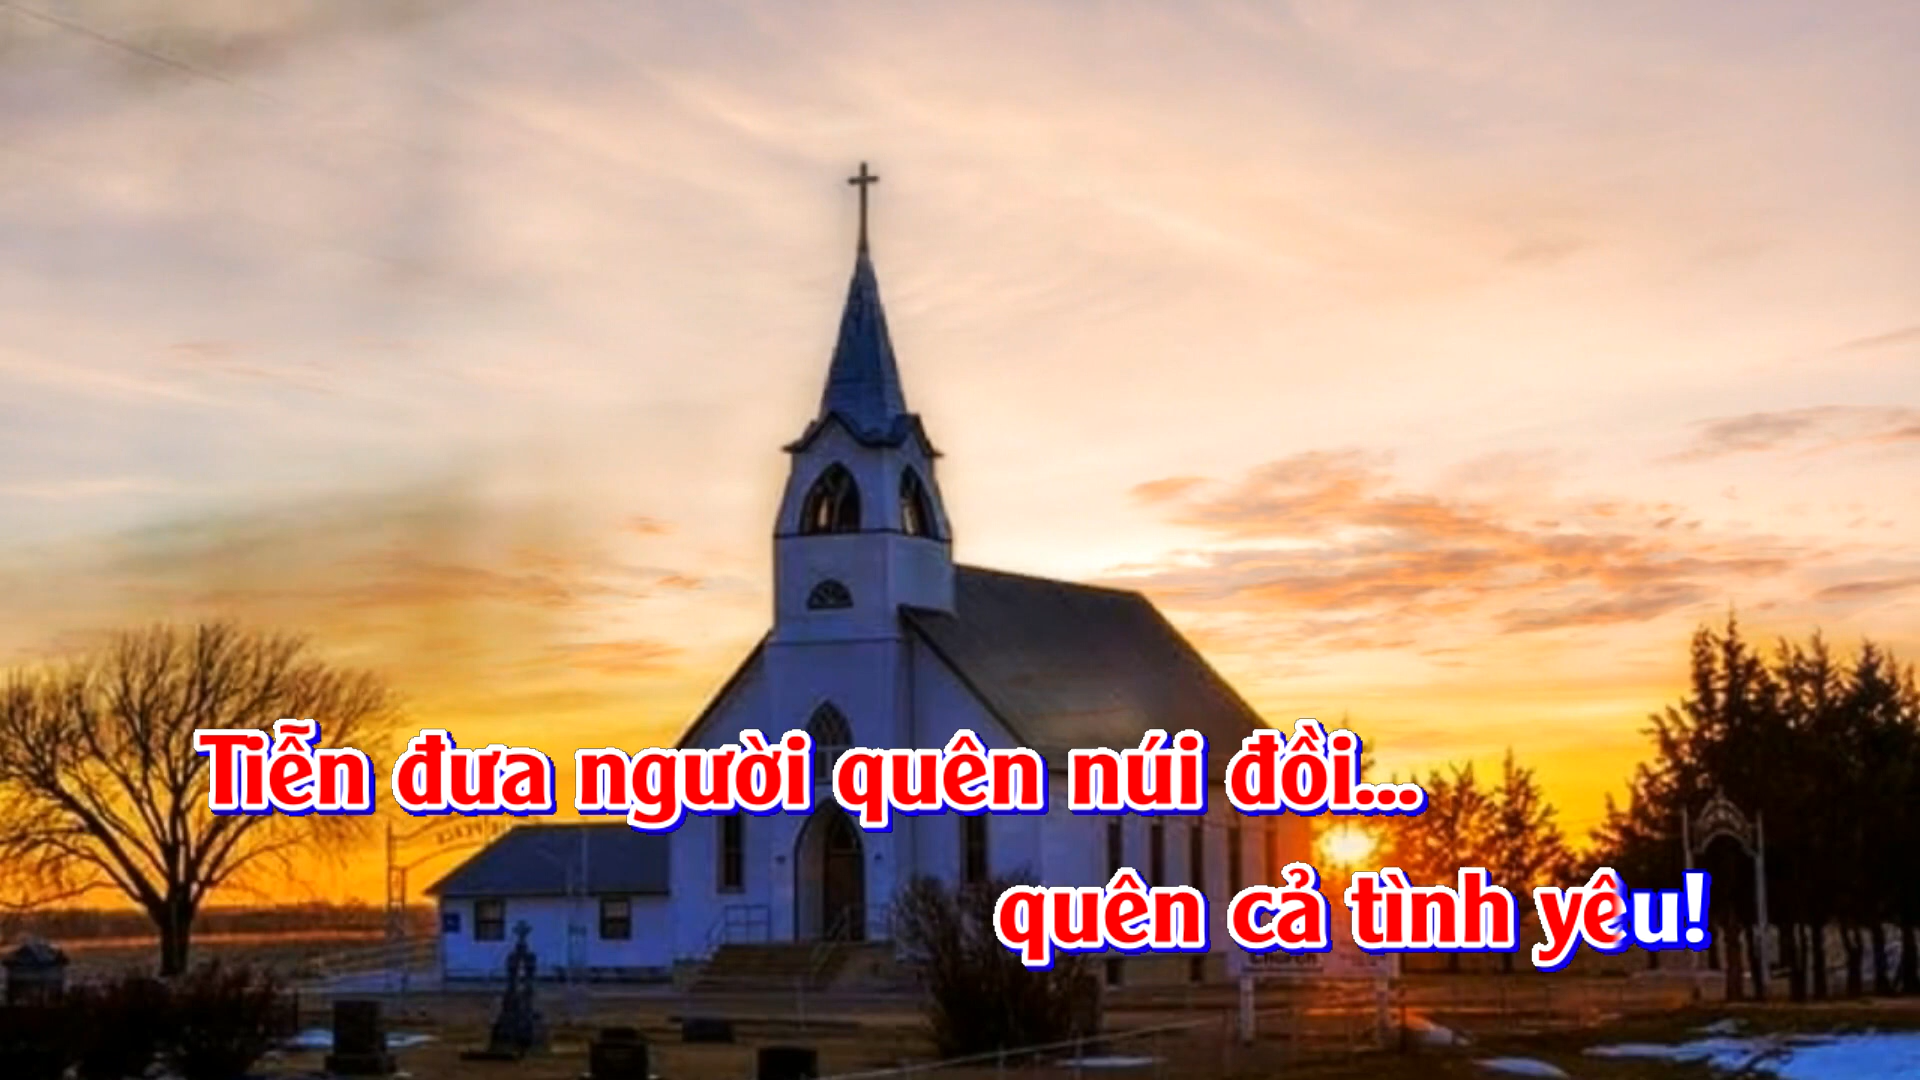 Tiễn đưa người quên núi đồi...
quên cả tình yêu!